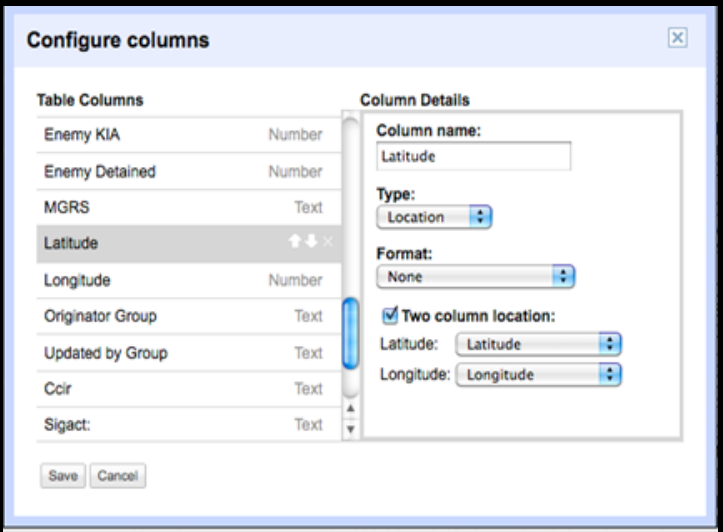 Configure columns
Table Columns
Enemy KIA Number
Enemy Detained Number
MGRS Text
Latitude
Longitude Number
Originator Group Text
Updated by Group Text
Ccir Text
Sigact: Text
Save Cancel
Column Details
Column name:
Latitude
Type:
Location
Format:
None
Two column location:
Latitude: Latitude
Longitude: Longitude